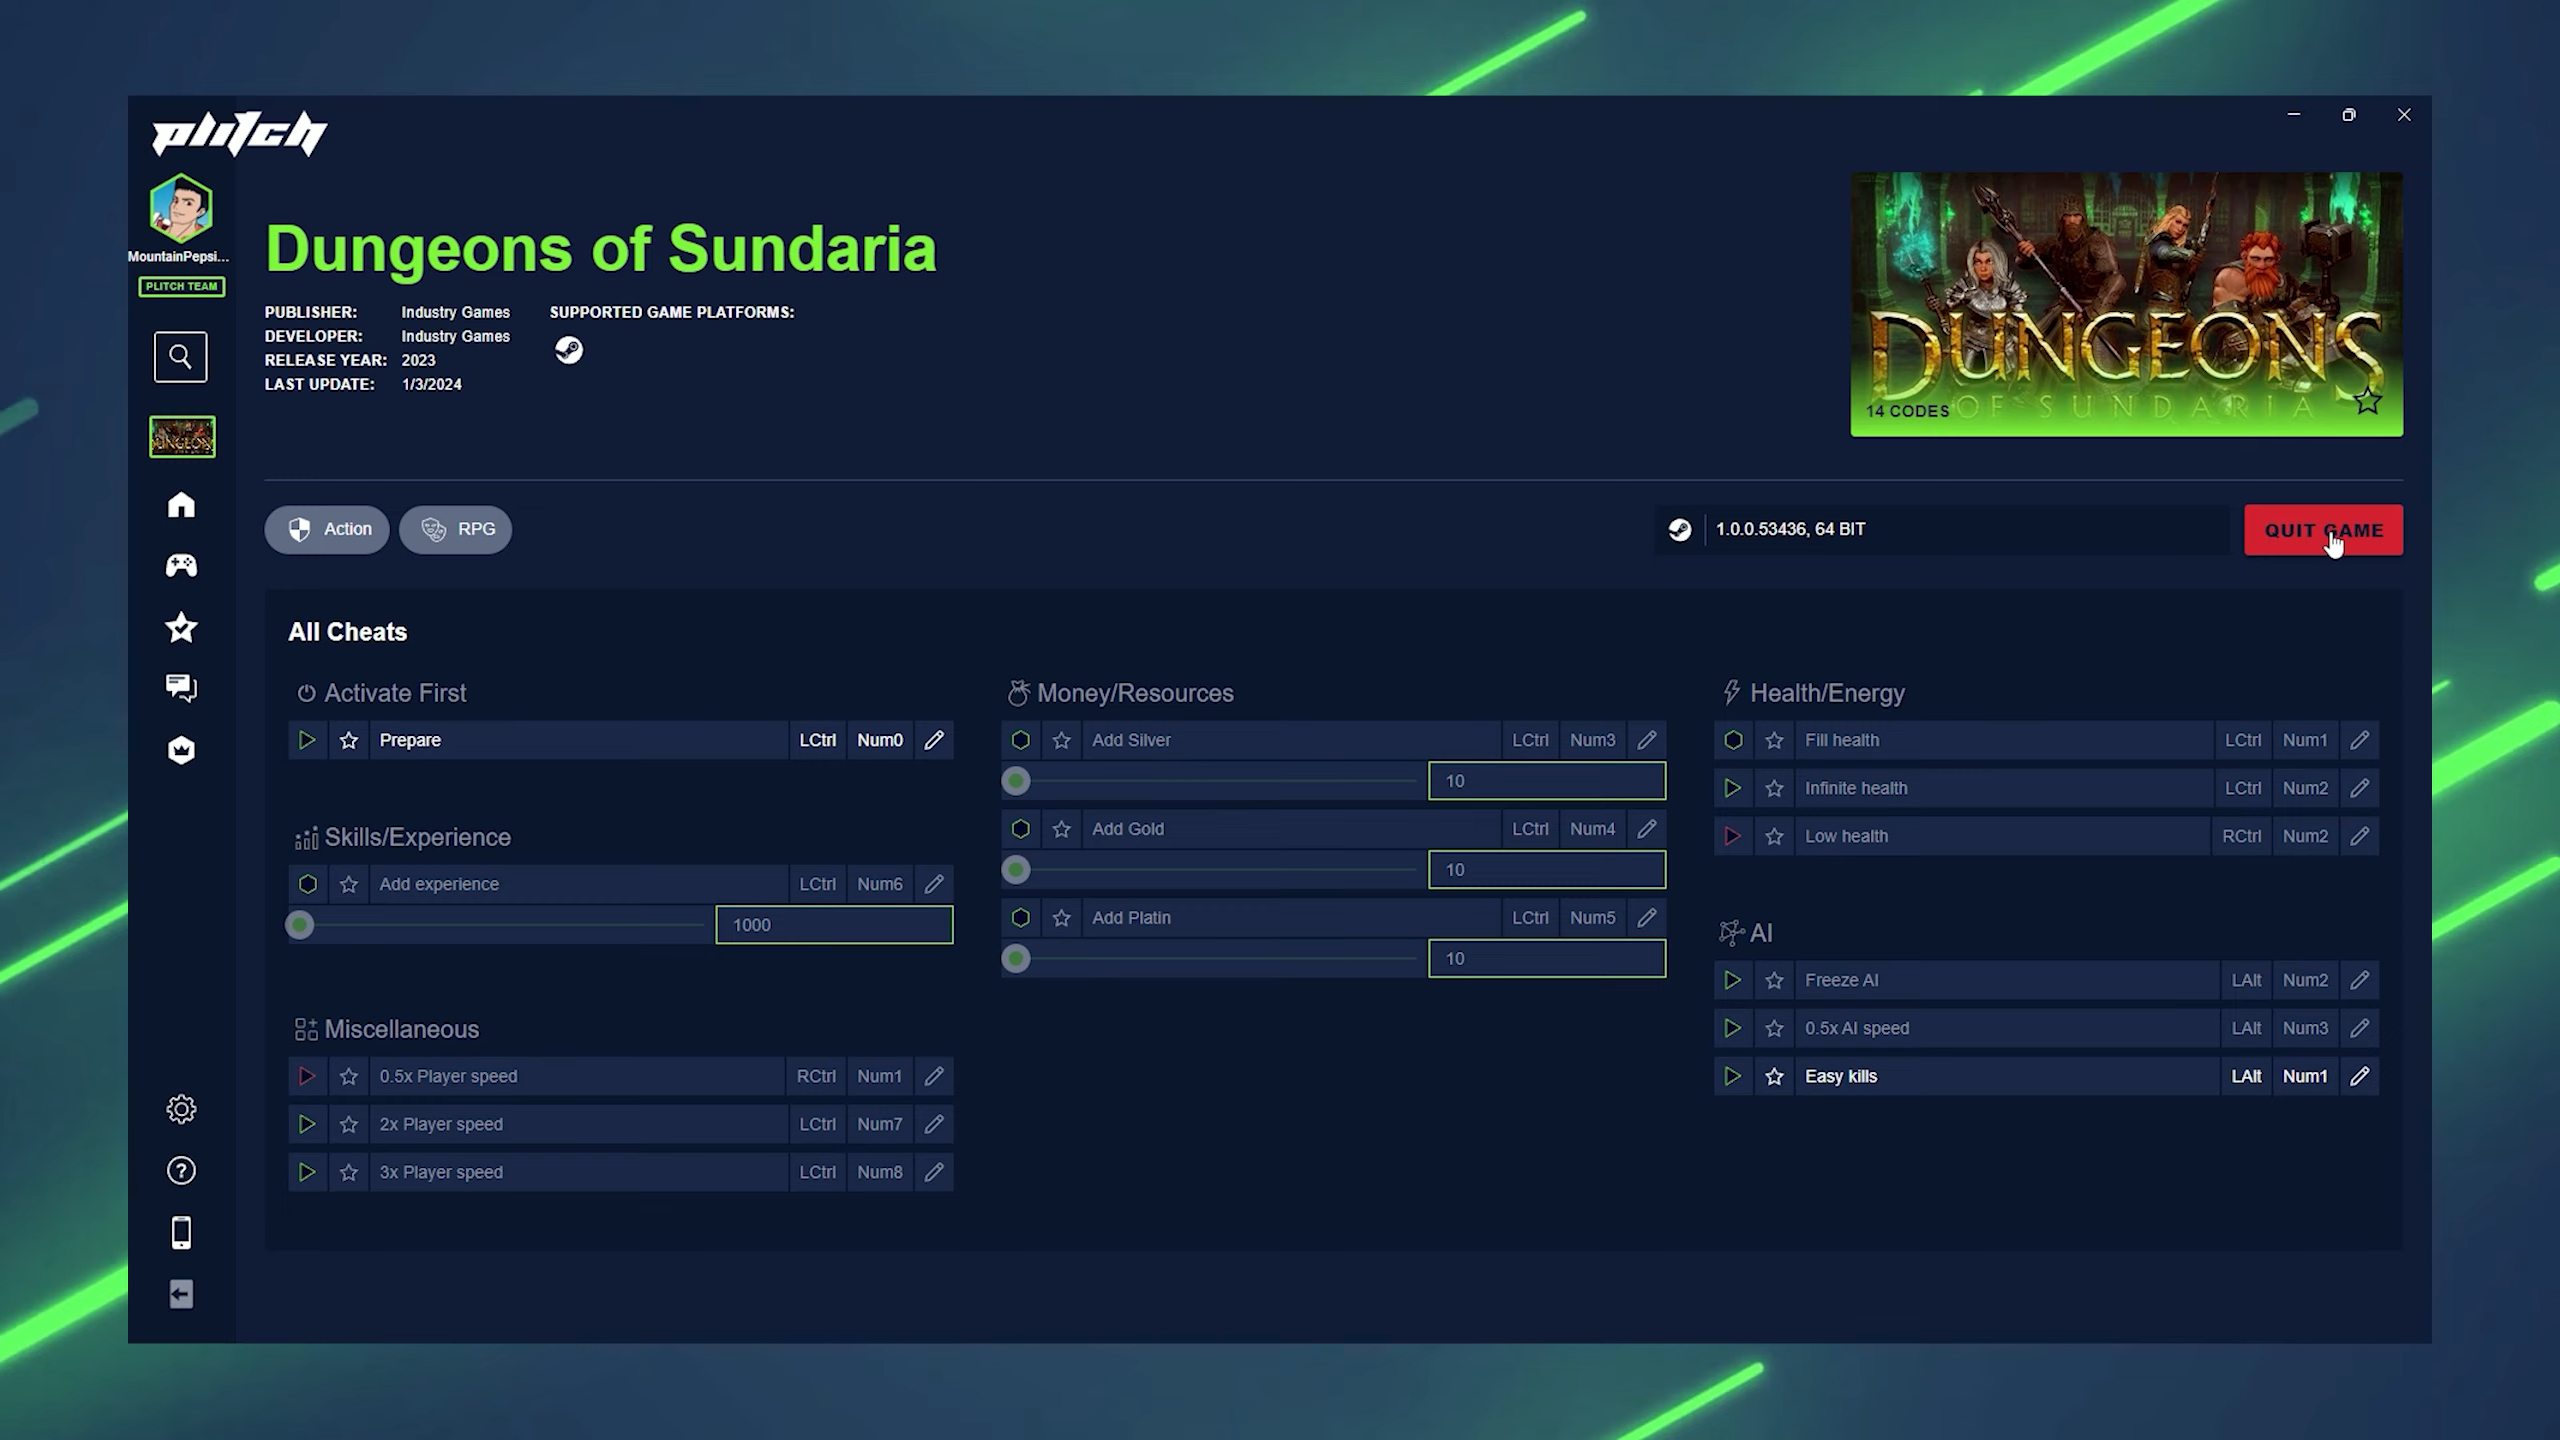 plitch
MountainPepsi...
PLITCH TEAM
Dungeons of Sundaria
PUBLISHER: Industry Games
DEVELOPER: Industry Games
RELEASE YEAR: 2023
LAST UPDATE: 1/3/2024
SUPPORTED GAME PLATFORMS:
DUNGEONS
OF SUNDARIA
14 CODES
DUNGEONS
Action
RPG
1.0.0.53436, 64 BIT
QUIT GAME
All Cheats
Activate First
Prepare LCtrl Num0
Skills/Experience
Add experience LCtrl Num6
1000
Miscellaneous
0.5x Player speed RCtrl Num1
2x Player speed LCtrl Num7
3x Player speed LCtrl Num8
Money/Resources
Add Silver LCtrl Num3
10
Add Gold LCtrl Num4
10
Add Platin LCtrl Num5
10
Health/Energy
Fill health LCtrl Num1
Infinite health LCtrl Num2
Low health RCtrl Num2
AI
Freeze AI LAlt Num2
0.5x AI speed LAlt Num3
Easy kills LAlt Num1